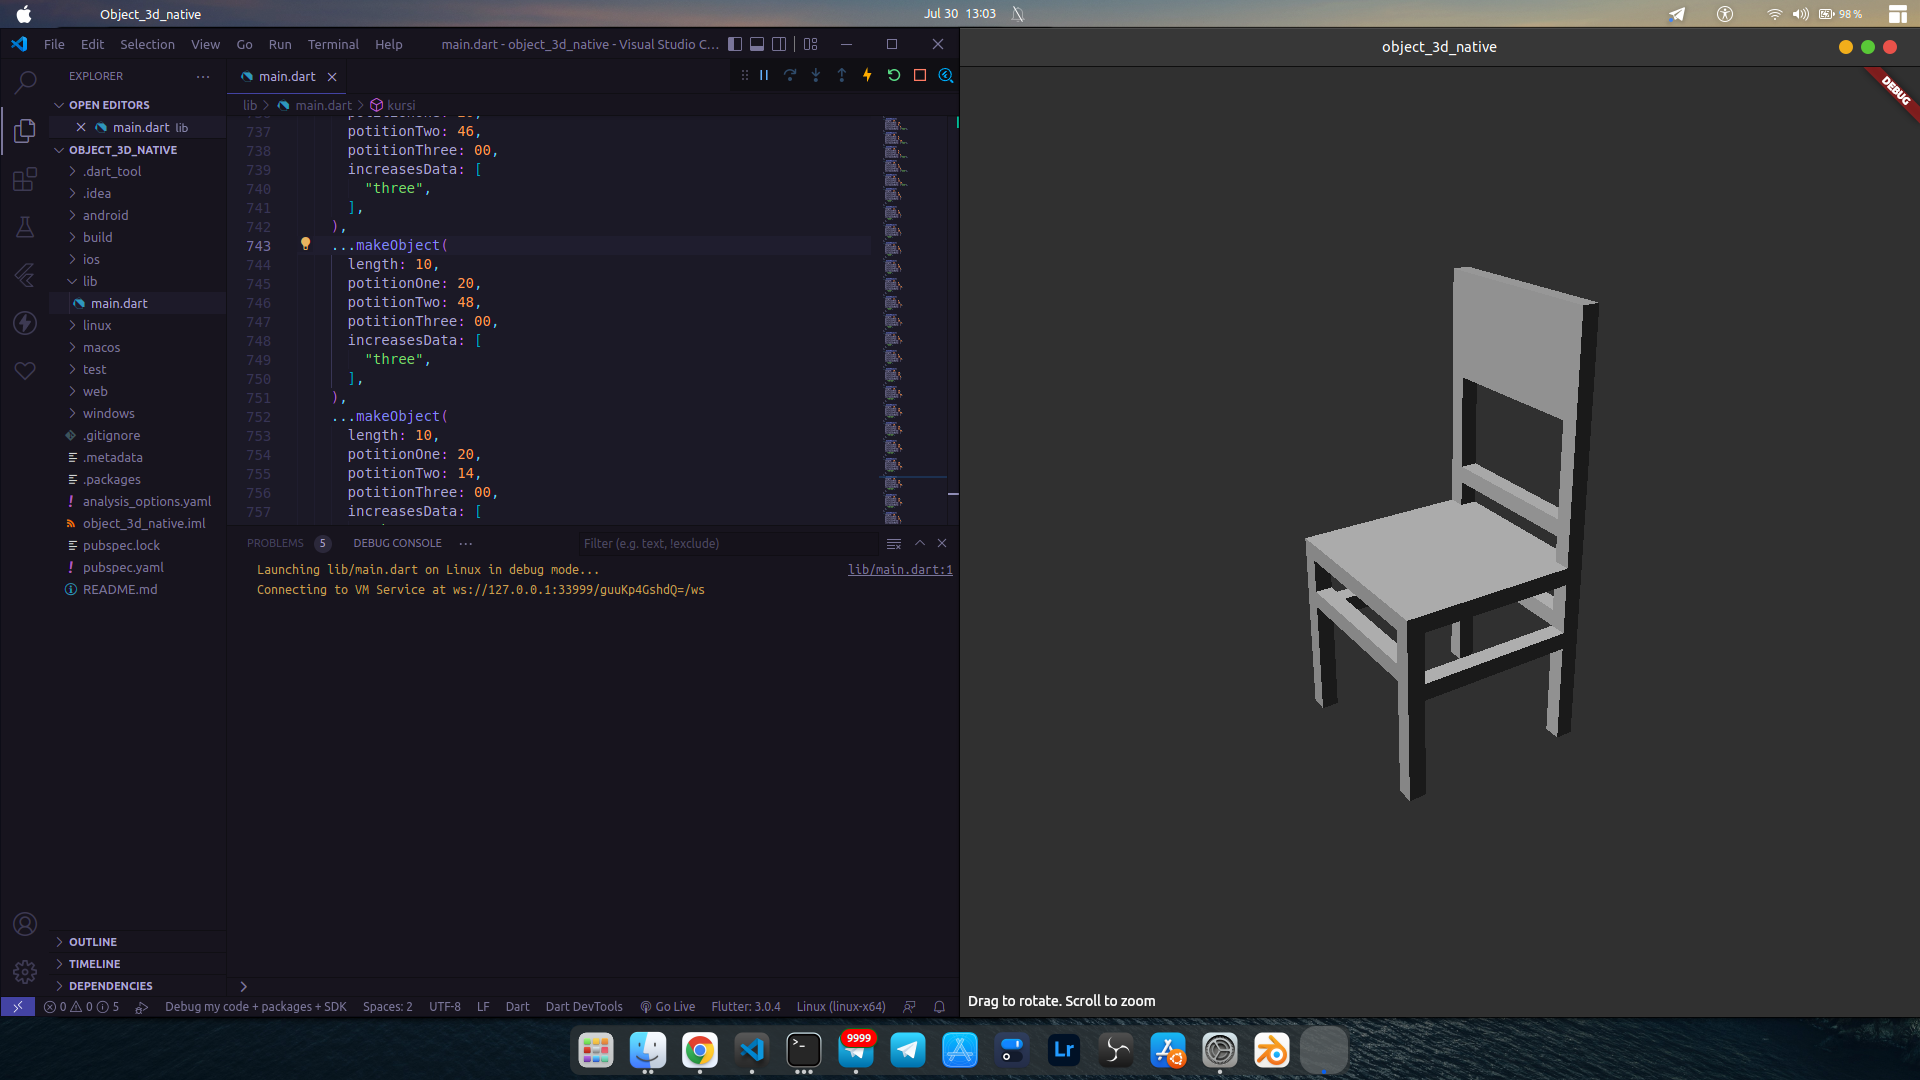 Object_3d_native
Jul 30 13:03
98 %
File Edit Selection View Go Run Terminal Help
main.dart - object_3d_native - Visual Studio C...
object_3d_native
DEBUG
EXPLORER
OPEN EDITORS
main.dart lib
OBJECT_3D_NATIVE
.dart_tool
.idea
android
build
ios
lib
main.dart
linux
macos
test
web
windows
.gitignore
.metadata
.packages
analysis_options.yaml
object_3d_native.iml
pubspec.lock
pubspec.yaml
README.md
OUTLINE
TIMELINE
DEPENDENCIES
main.dart
lib > main.dart > kursi
737 potitionTwo: 46,
738 potitionThree: 00,
739 increasesData: [
740 "three",
741 ],
742 ),
743 ...makeObject(
744 length: 10,
745 potitionOne: 20,
746 potitionTwo: 48,
747 potitionThree: 00,
748 increasesData: [
749 "three",
750 ],
751 ),
752 ...makeObject(
753 length: 10,
754 potitionOne: 20,
755 potitionTwo: 14,
756 potitionThree: 00,
757 increasesData: [
PROBLEMS 5 DEBUG CONSOLE ...
Filter (e.g. text, !exclude)
Launching lib/main.dart on Linux in debug mode... lib/main.dart:1
Connecting to VM Service at ws://127.0.0.1:33999/guuKp4GshdQ=/ws
Drag to rotate. Scroll to zoom
0 0 5 Debug my code + packages + SDK Spaces: 2 UTF-8 LF Dart Dart DevTools Go Live Flutter: 3.0.4 Linux (linux-x64)
9999
Lr